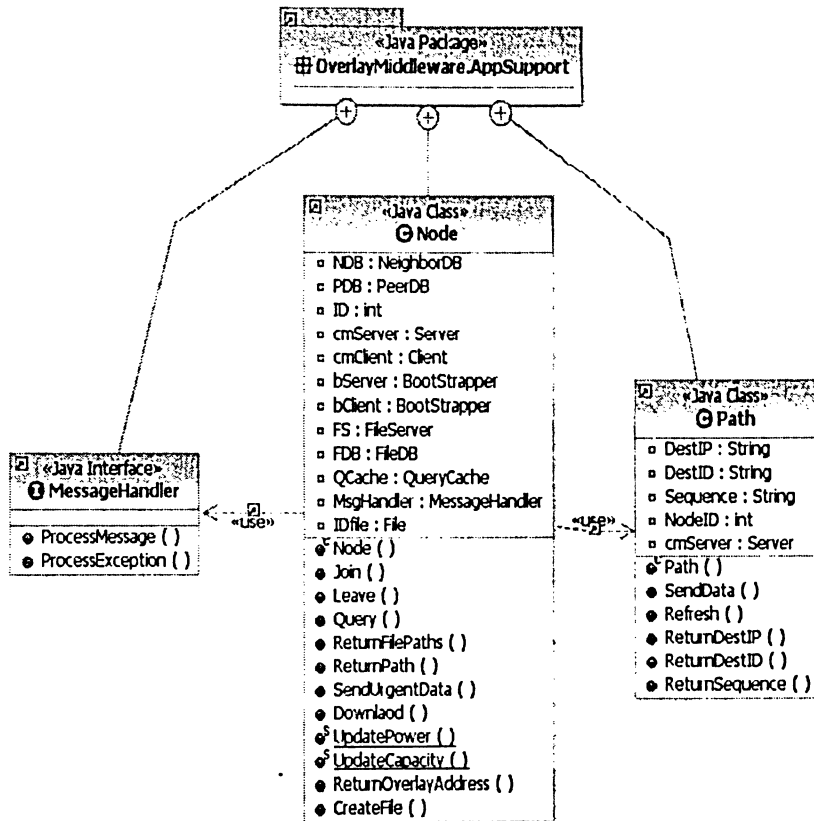 «Java Package»
OverlayMiddleware.AppSupport
«Java Class»
Node
NDB : NeighborDB
PDB : PeerDB
ID : int
cmServer : Server
cmClient : Client
bServer : BootStrapper
bClient : BootStrapper
FS : FileServer
FDB : FileDB
QCache : QueryCache
MsgHandler : MessageHandler
IDfile : File
Node ( )
Join ( )
Leave ( )
Query ( )
ReturnFilePaths ( )
ReturnPath ( )
SendUrgentData ( )
Downlaod ( )
UpdatePower ( )
UpdateCapacity ( )
ReturnOverlayAddress ( )
CreateFile ( )
«Java Interface»
MessageHandler
ProcessMessage ( )
ProcessException ( )
«use»
«use»
«Java Class»
Path
DestIP : String
DestID : String
Sequence : String
NodeID : int
cmServer : Server
Path ( )
SendData ( )
Refresh ( )
ReturnDestIP ( )
ReturnDestID ( )
ReturnSequence ( )